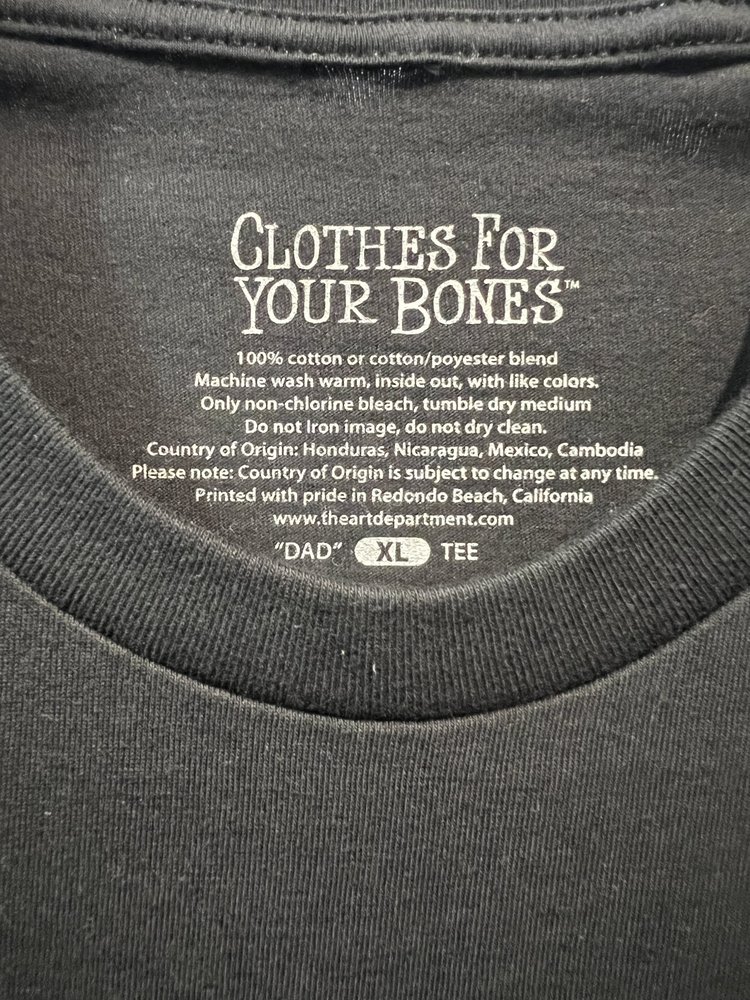 CLOTHES FOR
YOUR BONES™
100% cotton or cotton/poyester blend
Machine wash warm, inside out, with like colors.
Only non-chlorine bleach, tumble dry medium
Do not Iron image, do not dry clean.
Country of Origin: Honduras, Nicaragua, Mexico, Cambodia
Please note: Country of Origin is subject to change at any time.
Printed with pride in Redondo Beach, California
www.theartdepartment.com
"DAD" XL TEE